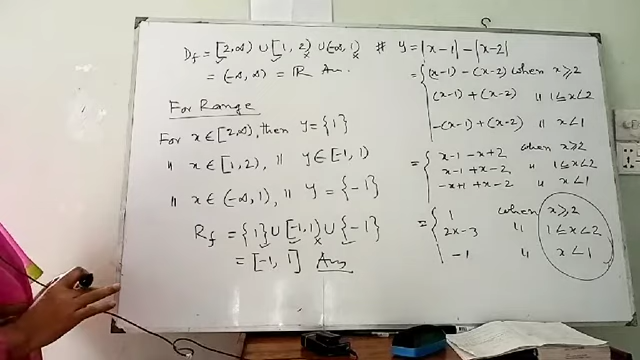 D_f = [2,∞) ∪ [1, 2) ∪ (-∞, 1)
= (-∞, ∞) = ℝ Ans.
For Range
For x ∈ [2,∞), then y = {1}
〃 x ∈ [1, 2), 〃 y ∈ [-1, 1)
〃 x ∈ (-∞, 1), 〃 y = {-1}
R_f = {1} ∪ [-1, 1) ∪ {-1}
= [-1, 1] Ans
# y = |x-1| - |x-2|
= { (x-1) - (x-2) when x ≥ 2
(x-1) + (x-2) 〃 1 ≤ x < 2
-(x-1) + (x-2) 〃 x < 1
= { x-1 -x+2 when x ≥ 2
x-1 + x-2 〃 1 ≤ x < 2
-x+1 +x-2 〃 x < 1
= { 1 when x ≥ 2
2x-3 〃 1 ≤ x < 2
-1 〃 x < 1